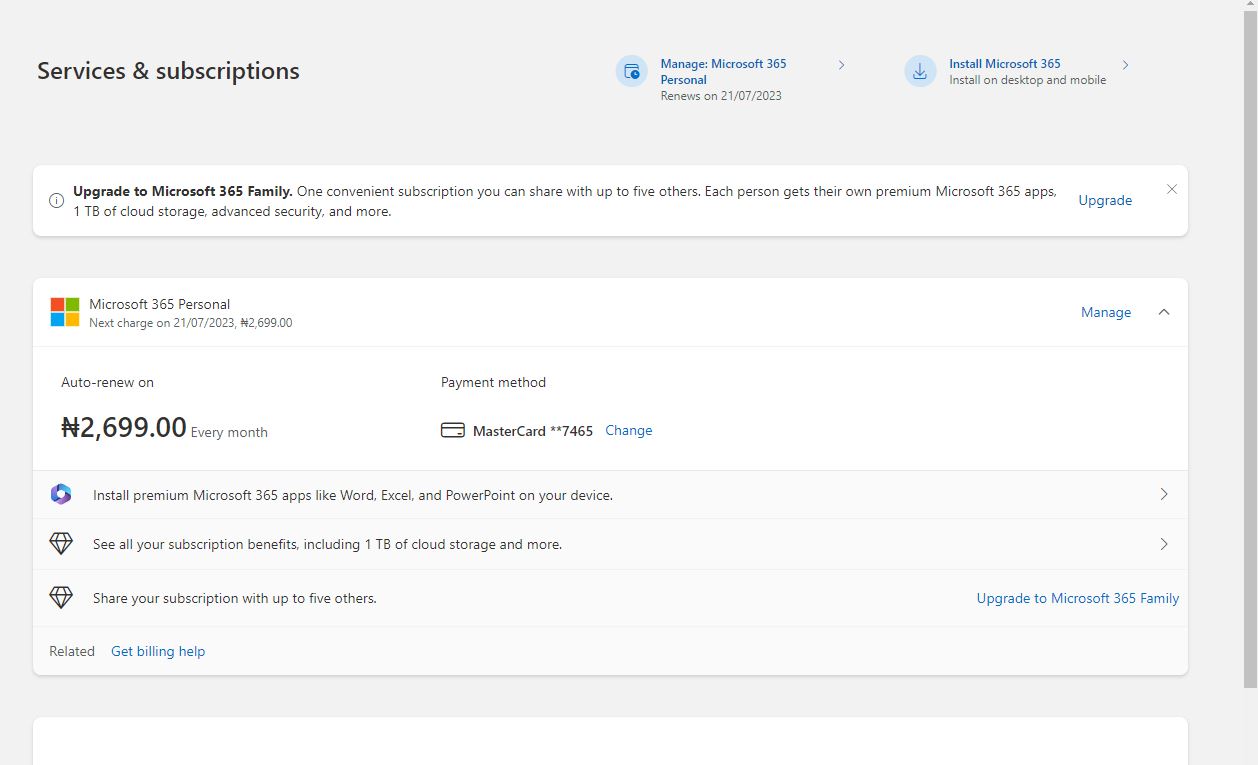 Services & subscriptions
Manage: Microsoft 365
Personal
Renews on 21/07/2023
Install Microsoft 365
Install on desktop and mobile
Upgrade to Microsoft 365 Family. One convenient subscription you can share with up to five others. Each person gets their own premium Microsoft 365 apps,
1 TB of cloud storage, advanced security, and more.
Upgrade
Microsoft 365 Personal
Next charge on 21/07/2023, ₦2,699.00
Manage
Auto-renew on
Payment method
₦2,699.00 Every month
MasterCard **7465 Change
Install premium Microsoft 365 apps like Word, Excel, and PowerPoint on your device.
See all your subscription benefits, including 1 TB of cloud storage and more.
Share your subscription with up to five others.
Upgrade to Microsoft 365 Family
Related Get billing help